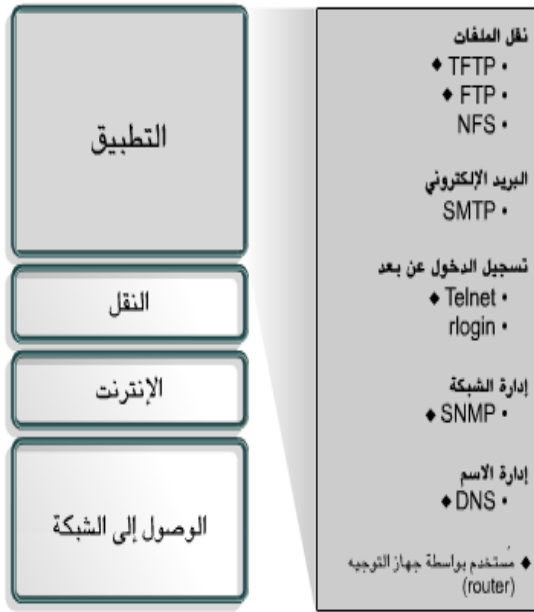 التطبيق
النقل
الإنترنت
الوصول إلى الشبكة
نقل الملفات
• TFTP ♦
• FTP ♦
• NFS
البريد الإلكتروني
• SMTP
تسجيل الدخول عن بعد
• Telnet ♦
• rlogin
إدارة الشبكة
• SNMP ♦
إدارة الاسم
• DNS ♦
♦ مُستخدم بواسطة جهاز التوجيه
(router)